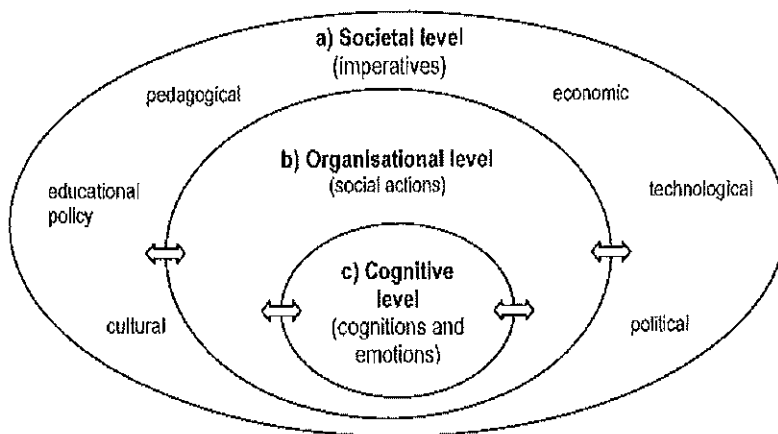 a) Societal level
(imperatives)
pedagogical
economic
b) Organisational level
(social actions)
educational
policy
technological
c) Cognitive
level
(cognitions and
emotions)
cultural
political